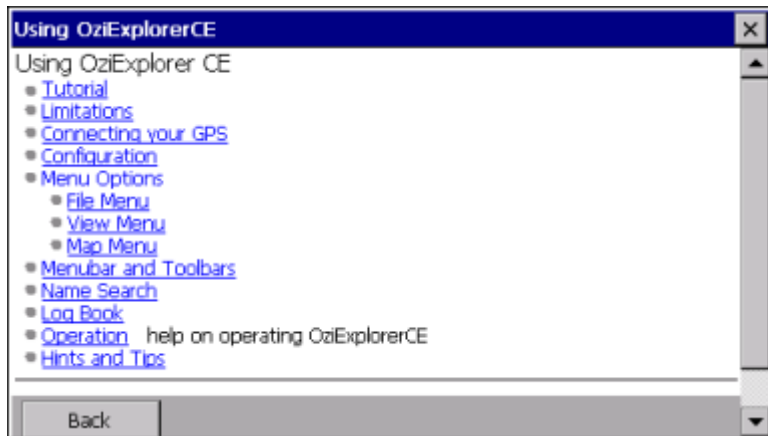 Using OziExplorerCE
Using OziExplorer CE
Tutorial
Limitations
Connecting your GPS
Configuration
Menu Options
File Menu
View Menu
Map Menu
Menubar and Toolbars
Name Search
Log Book
Operation help on operating OziExplorerCE
Hints and Tips
Back